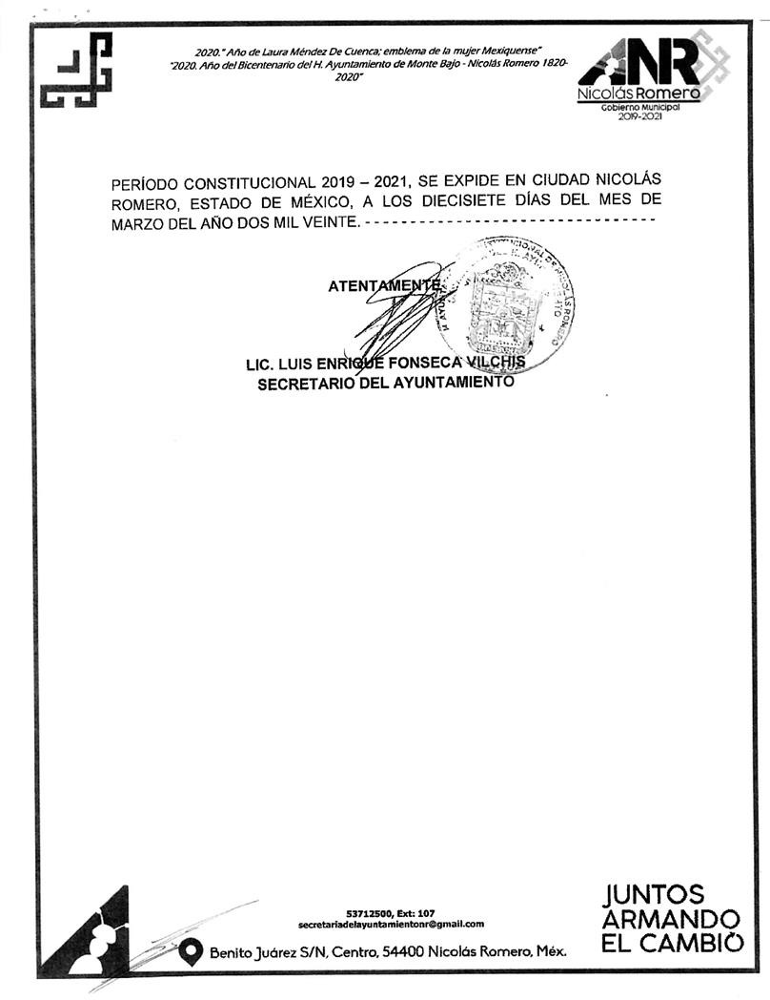 2020." Año de Laura Méndez De Cuenca; emblema de la mujer Mexiquense"
"2020. Año del Bicentenario del H. Ayuntamiento de Monte Bajo - Nicolás Romero 1820-
2020"
ANR
Nicolás Romero
Gobierno Municipal
2019-2021
PERÍODO CONSTITUCIONAL 2019 – 2021, SE EXPIDE EN CIUDAD NICOLÁS
ROMERO, ESTADO DE MÉXICO, A LOS DIECISIETE DÍAS DEL MES DE
MARZO DEL AÑO DOS MIL VEINTE. - - - - - - - - - - - - - - - - - - - - - - - - - - - - - - - -
ATENTAMENTE
DE NICOLÁS ROMERO
LIC. LUIS ENRIQUE FONSECA VILCHIS
SECRETARIO DEL AYUNTAMIENTO
53712500, Ext: 107
secretariadelayuntamientonr@gmail.com
Benito Juárez S/N, Centro, 54400 Nicolás Romero, Méx.
JUNTOS
ARMANDO
EL CAMBIO